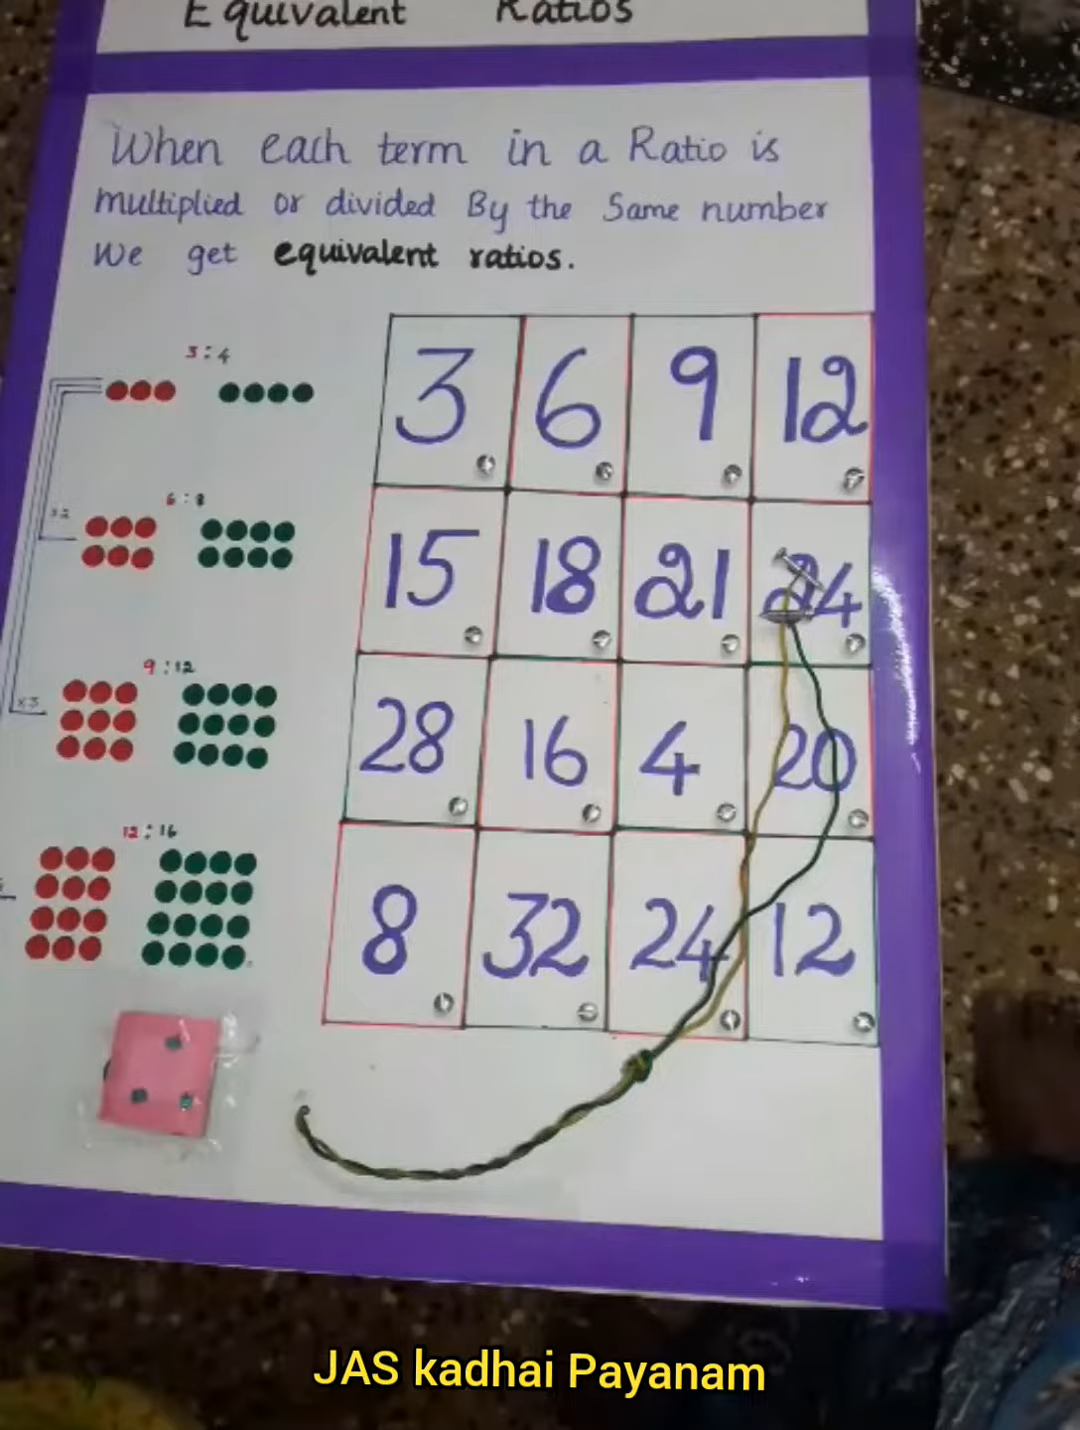 Equivalent Ratios
When each term in a Ratio is
multiplied or divided By the Same number
We get equivalent ratios.
3:4
×2
6:8
×3
9:12
12:16
3 6 9 12
15 18 21 24
28 16 4 20
8 32 24 12
JAS kadhai Payanam